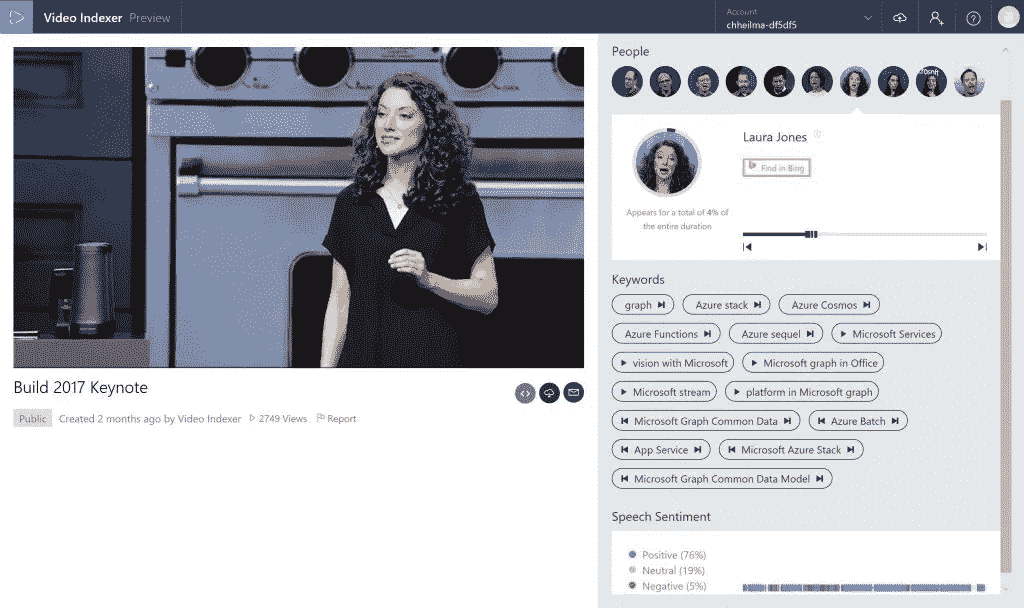 Video Indexer Preview
Account
chheilma-df5df5
People
Laura Jones
Find in Bing
Appears for a total of 4% of
the entire duration
Keywords
graph
Azure stack
Azure Cosmos
Azure Functions
Azure sequel
Microsoft Services
vision with Microsoft
Microsoft graph in Office
Microsoft stream
platform in Microsoft graph
Microsoft Graph Common Data
Azure Batch
App Service
Microsoft Azure Stack
Microsoft Graph Common Data Model
Speech Sentiment
Positive (76%)
Neutral (19%)
Negative (5%)
Build 2017 Keynote
Public Created 2 months ago by Video Indexer 2749 Views Report